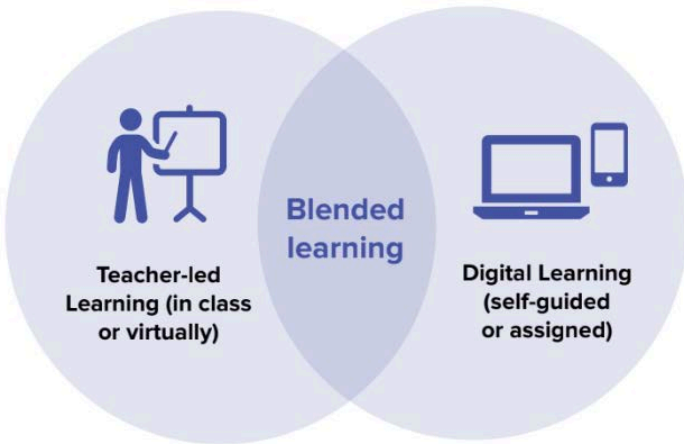 Teacher-led
Learning (in class
or virtually)
Blended
learning
Digital Learning
(self-guided
or assigned)